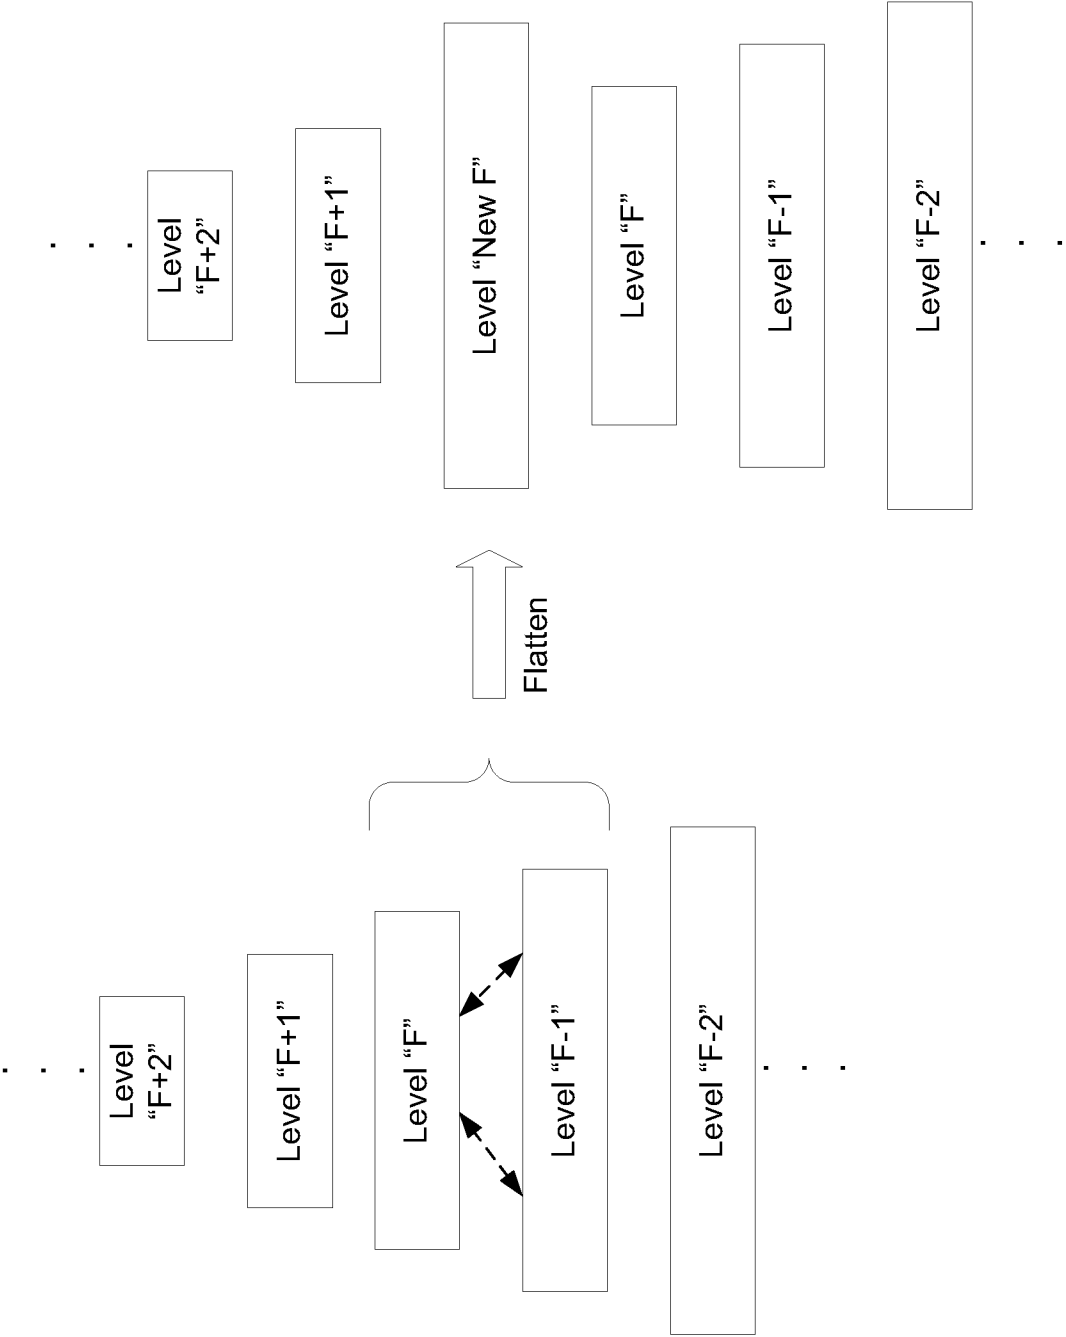 Level
“F+2”
Level “F+1”
Level “F”
Level “F-1”
Level “F-2”
Flatten
Level
“F+2”
Level “F+1”
Level “New F”
Level “F”
Level “F-1”
Level “F-2”